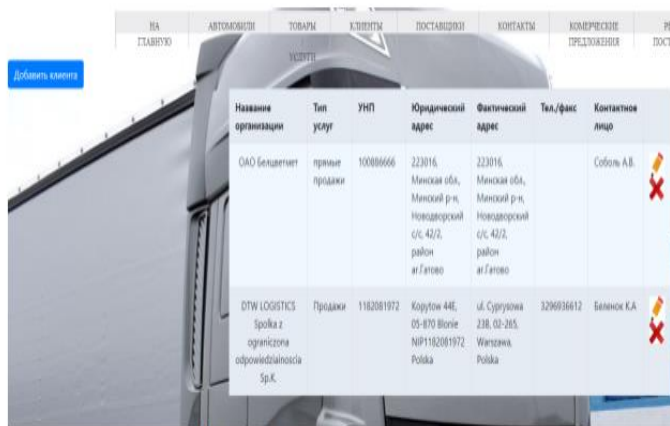 НА АВТОМОБИЛИ ТОВАРЫ КЛИЕНТЫ ПОСТАВЩИКИ КОНТАКТЫ КОМЕРЧЕСКИЕ
ГЛАВНУЮ УСЛУГИ ПРЕДЛОЖЕНИЯ
Добавить клиента
Название Тип УНП Юридический Фактический Тел./факс Контактное
организации услуг адрес адрес лицо
ОАО Белцветмет прямые 100886666 223016, 223016, Соболь А.В.
продажи Минская обл., Минская обл.,
Минский р-н, Минский р-н,
Новодворский Новодворский
с/с, 42/2, с/с, 42/2,
район район
аг.Гатово аг.Гатово
DTW LOGISTICS Продажи 1182081972 Kopytow 44E, ul. Cyprysowa 3296936612 Беленок К.А
Spolka z 05-870 Blonie 23B, 02-265,
ograniczona NIP1182081972 Warszawa,
odpowiedzialnoscia Polska Polska
Sp.K.